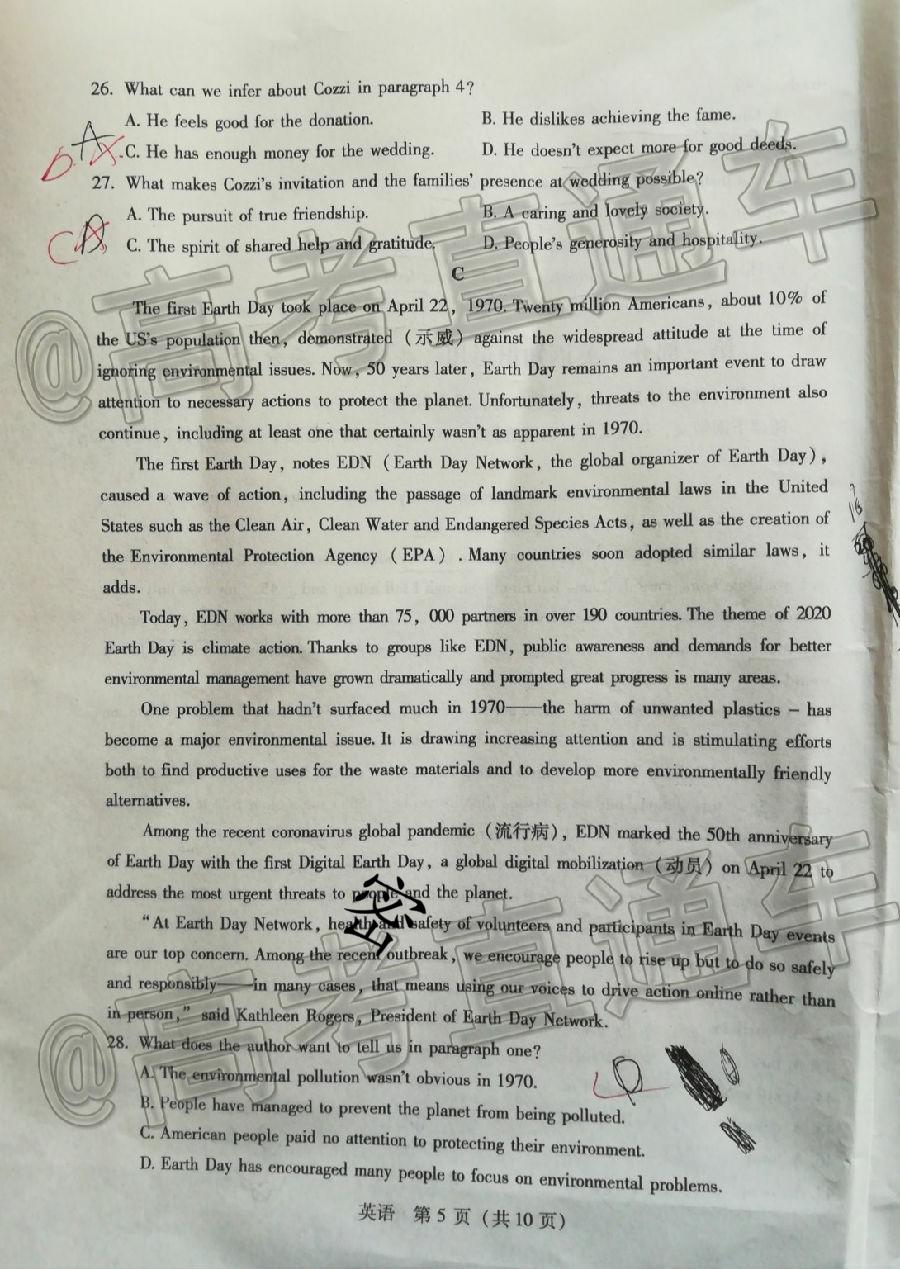 26. What can we infer about Cozzi in paragraph 4?
A. He feels good for the donation. B. He dislikes achieving the fame.
C. He has enough money for the wedding. D. He doesn't expect more for good deeds.
A
D
27. What makes Cozzi's invitation and the families' presence at wedding possible?
A. The pursuit of true friendship. B. A caring and lovely society.
C. The spirit of shared help and gratitude. D. People's generosity and hospitality.
C
C
The first Earth Day took place on April 22, 1970. Twenty million Americans, about 10% of
the US's population then, demonstrated (示威) against the widespread attitude at the time of
ignoring environmental issues. Now, 50 years later, Earth Day remains an important event to draw
attention to necessary actions to protect the planet. Unfortunately, threats to the environment also
continue, including at least one that certainly wasn't as apparent in 1970.
The first Earth Day, notes EDN (Earth Day Network, the global organizer of Earth Day),
caused a wave of action, including the passage of landmark environmental laws in the United
States such as the Clean Air, Clean Water and Endangered Species Acts, as well as the creation of
the Environmental Protection Agency (EPA). Many countries soon adopted similar laws, it
adds.
Today, EDN works with more than 75, 000 partners in over 190 countries. The theme of 2020
Earth Day is climate action. Thanks to groups like EDN, public awareness and demands for better
environmental management have grown dramatically and prompted great progress is many areas.
One problem that hadn't surfaced much in 1970——the harm of unwanted plastics – has
become a major environmental issue. It is drawing increasing attention and is stimulating efforts
both to find productive uses for the waste materials and to develop more environmentally friendly
alternatives.
Among the recent coronavirus global pandemic (流行病), EDN marked the 50th anniversary
of Earth Day with the first Digital Earth Day, a global digital mobilization (动员) on April 22 to
address the most urgent threats to people and the planet.
"At Earth Day Network, health and safety of volunteers and participants in Earth Day events
are our top concern. Among the recent outbreak, we encourage people to rise up but to do so safely
and responsibly——in many cases, that means using our voices to drive action online rather than
in person," said Kathleen Rogers, President of Earth Day Network.
密
28. What does the author want to tell us in paragraph one?
A. The environmental pollution wasn't obvious in 1970.
B. People have managed to prevent the planet from being polluted.
C. American people paid no attention to protecting their environment.
D. Earth Day has encouraged many people to focus on environmental problems.
英语 第 5 页 (共 10 页)
@高考直通车
@高考直通车